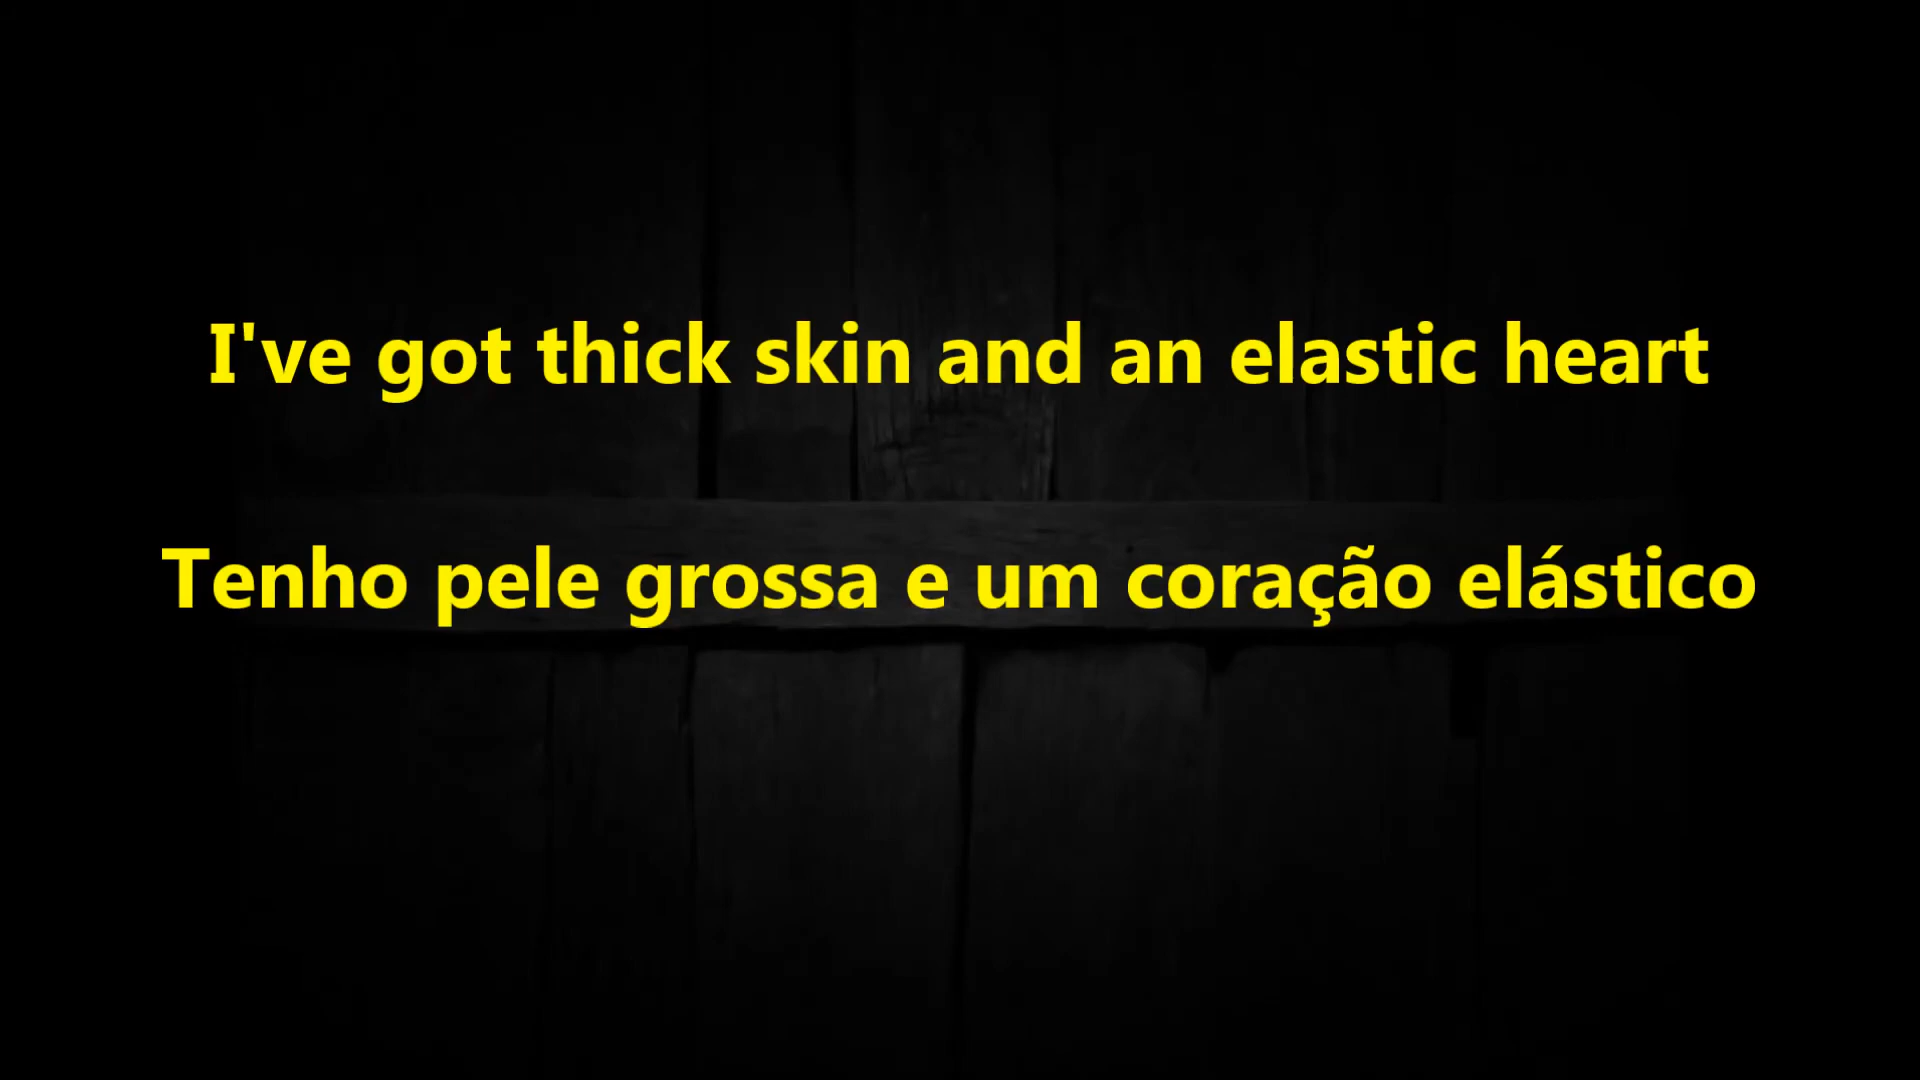 I've got thick skin and an elastic heart
Tenho pele grossa e um coração elástico